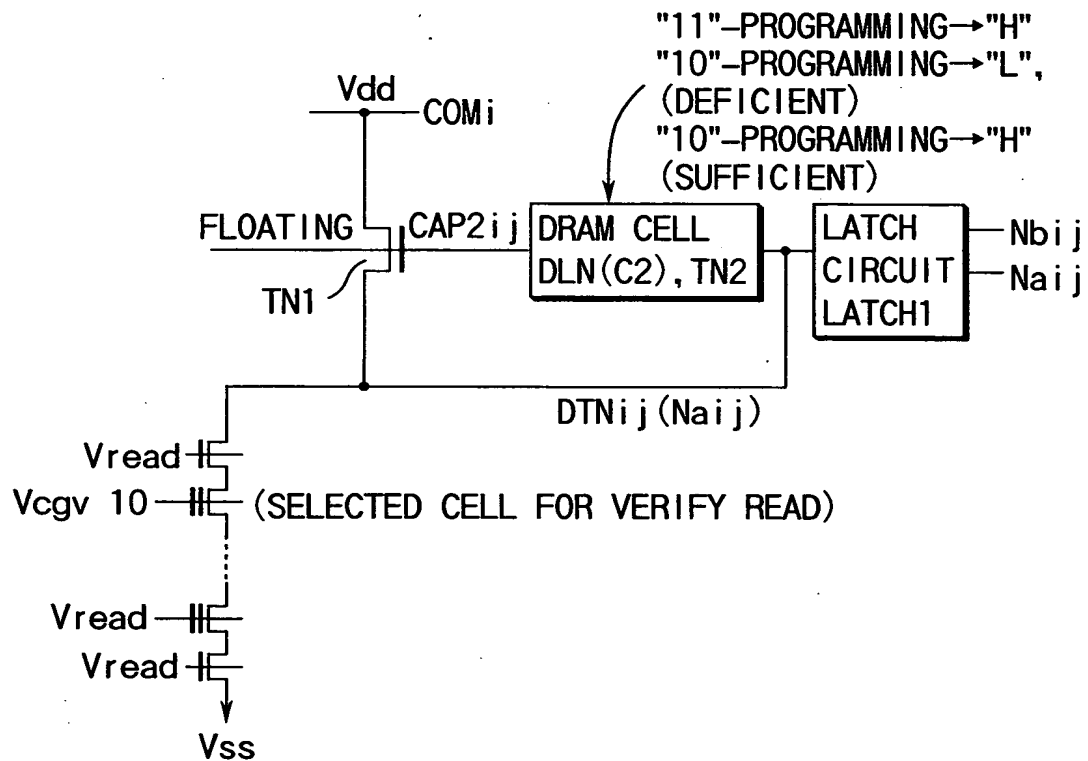 "11"-PROGRAMMING→"H"
"10"-PROGRAMMING→"L",
(DEFICIENT)
"10"-PROGRAMMING→"H"
(SUFFICIENT)
Vdd
COMi
FLOATING
CAP2ij
TN1
DRAM CELL
DLN(C2), TN2
LATCH
CIRCUIT
LATCH1
Nbij
Naij
DTNij(Naij)
Vread
Vcgv 10
(SELECTED CELL FOR VERIFY READ)
Vread
Vread
Vss